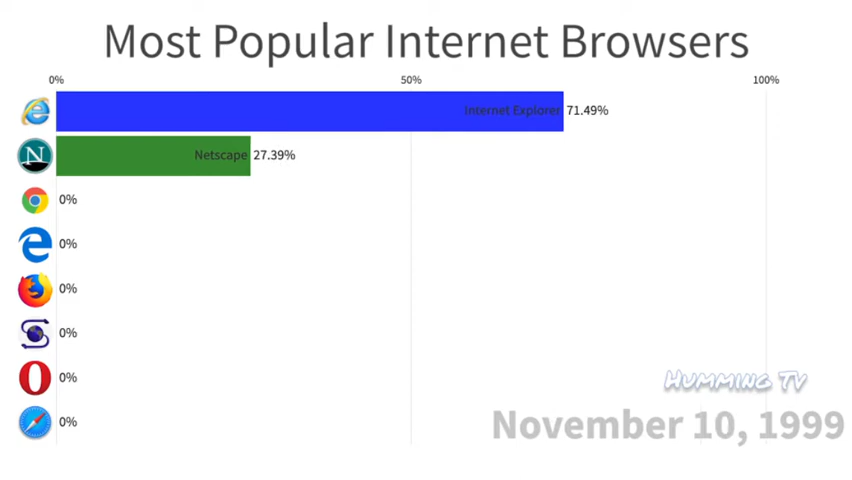 Most Popular Internet Browsers
0% 50% 100%
Internet Explorer 71.49%
N Netscape 27.39%
0%
0%
0%
0%
0%
0%
Humming TV
November 10, 1999